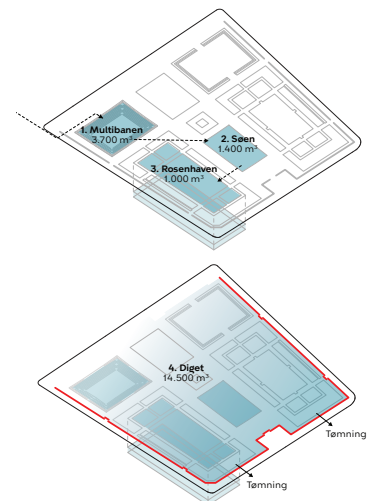 1. Multibanen
3.700 m³
2. Søen
1.400 m³
3. Rosenhaven
1.000 m³
4. Diget
14.500 m³
Tømning
Tømning